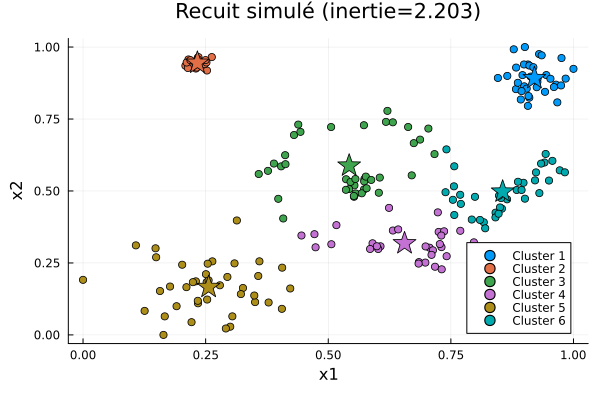 Recuit simulé (inertie=2.203)
1.00
0.75
0.50
0.25
0.00
x2
0.00
0.25
0.50
0.75
1.00
x1
Cluster 1
Cluster 2
Cluster 3
Cluster 4
Cluster 5
Cluster 6